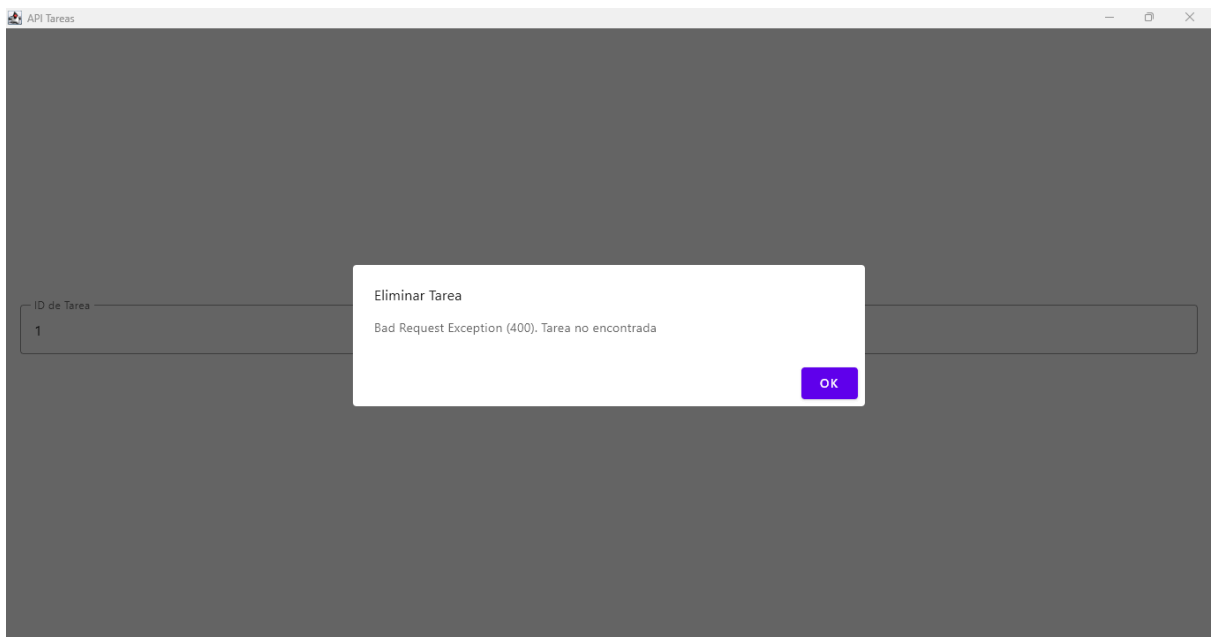 API Tareas
Eliminar Tarea
Bad Request Exception (400). Tarea no encontrada
ID de Tarea
1
OK